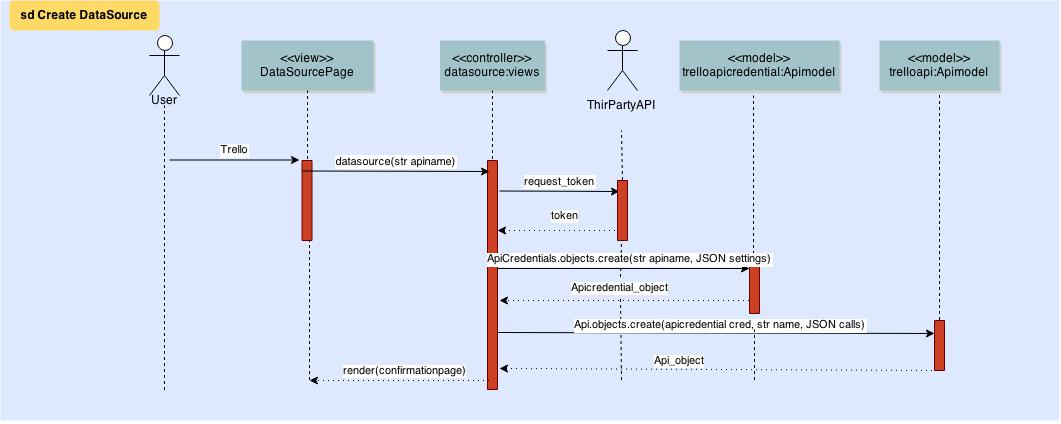 sd Create DataSource
User
<<view>>
DataSourcePage
<<controller>>
datasource:views
ThirPartyAPI
<<model>>
trelloapicredential:Apimodel
<<model>>
trelloapi:Apimodel
Trello
datasource(str apiname)
request_token
token
ApiCredentials.objects.create(str apiname, JSON settings)
Apicredential_object
Api.objects.create(apicredential cred, str name, JSON calls)
Api_object
render(confirmationpage)